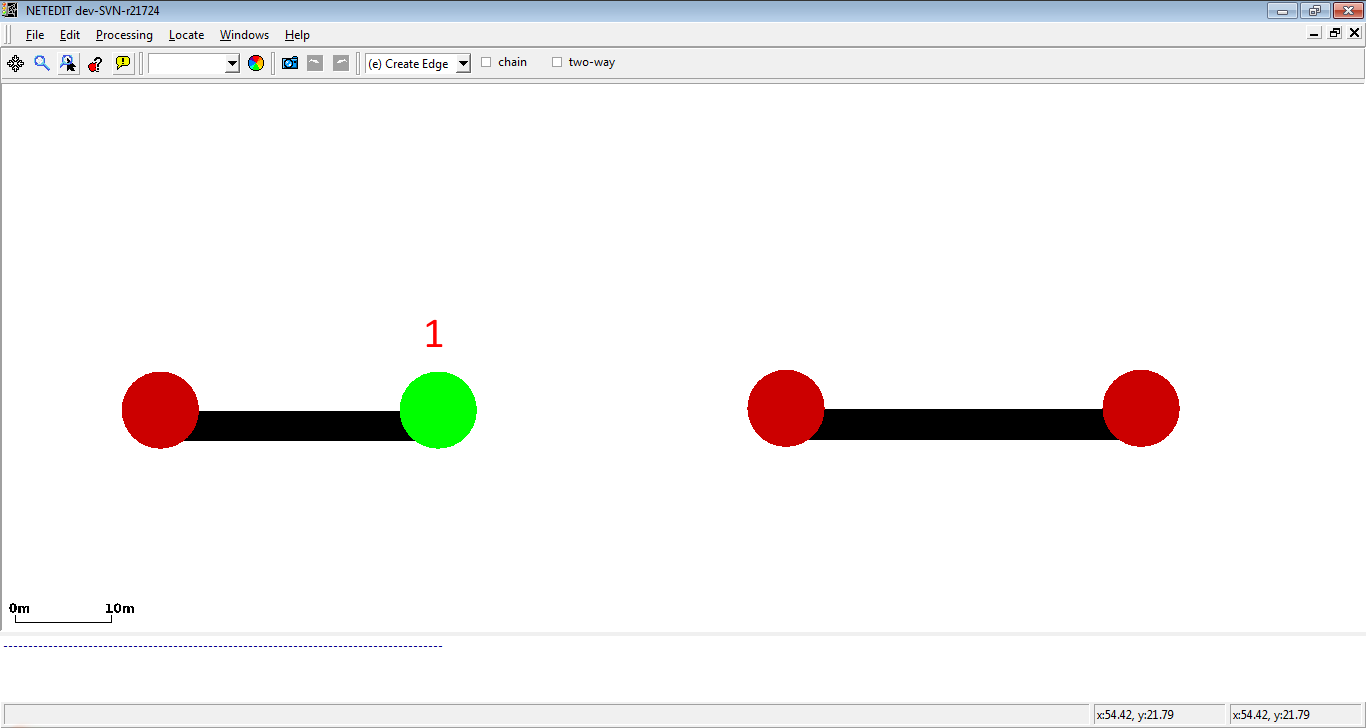 NETEDIT dev-SVN-r21724
File Edit Processing Locate Windows Help
(e) Create Edge chain two-way
1
0m 10m
x:54.42, y:21.79 x:54.42, y:21.79